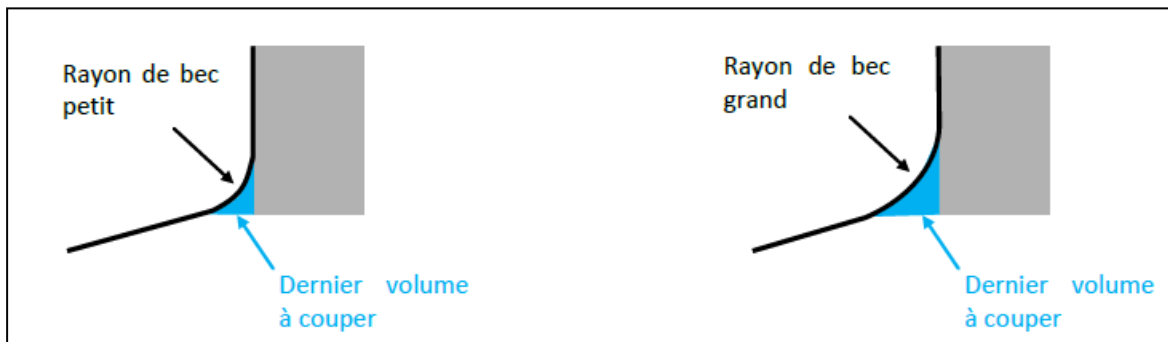 Rayon de bec
petit
Dernier volume
à couper
Rayon de bec
grand
Dernier volume
à couper